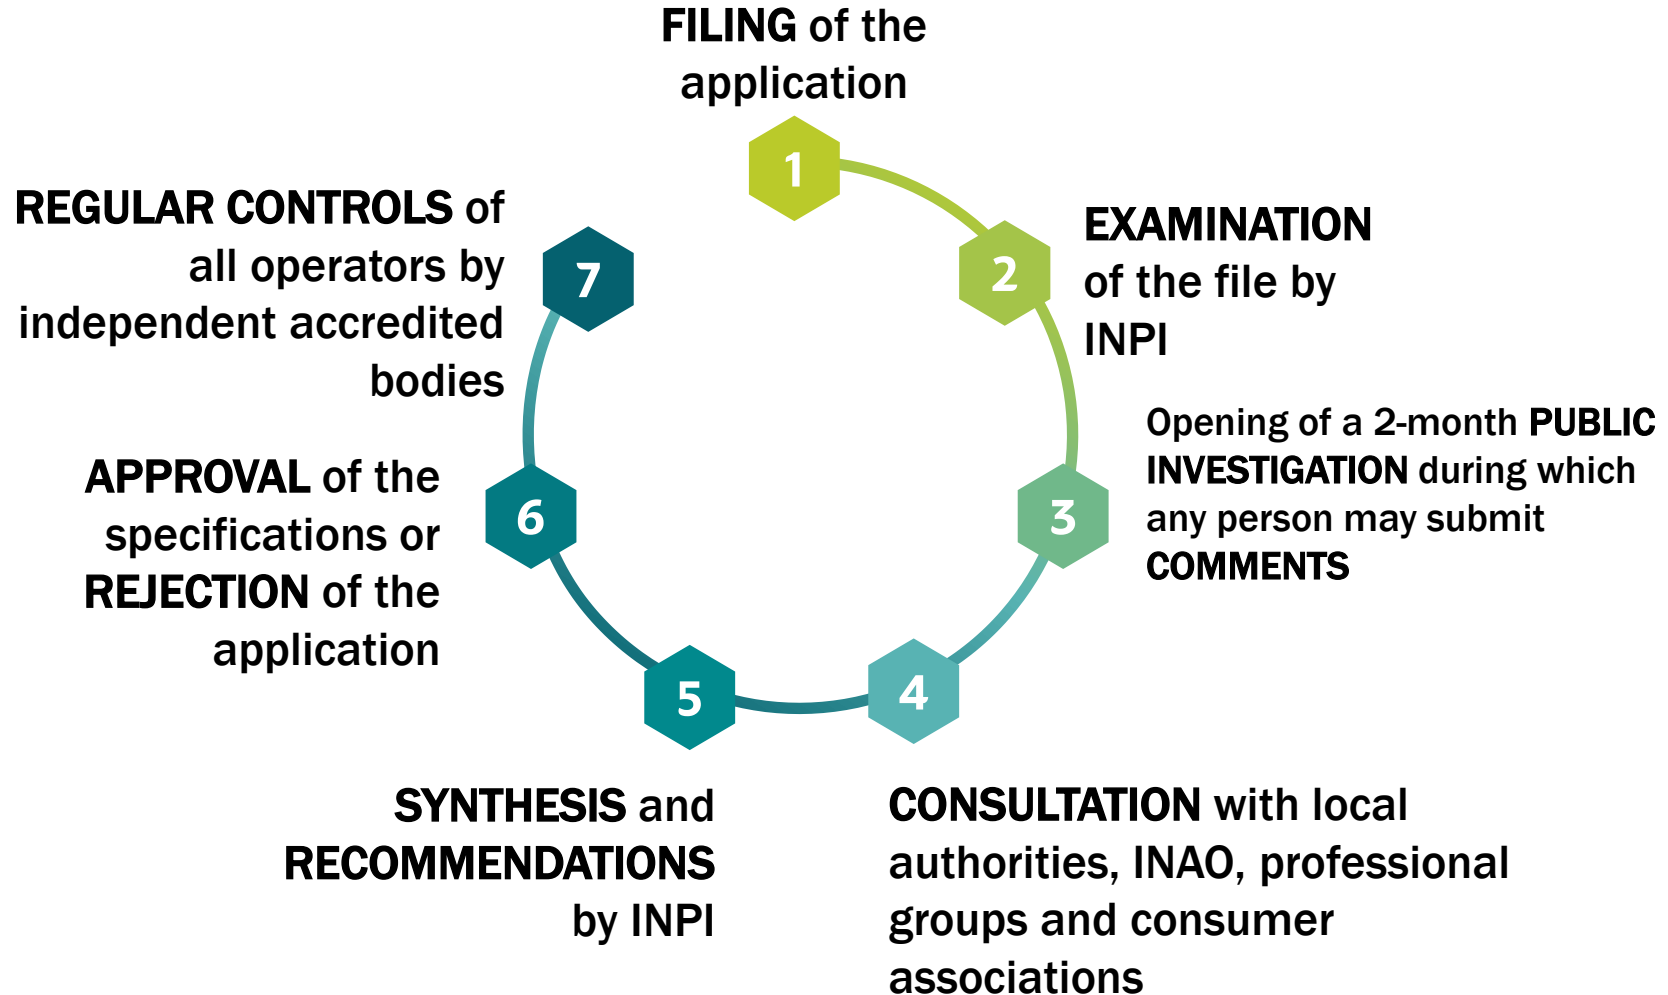 FILING of the
application
1
2
EXAMINATION
of the file by
INPI
3
Opening of a 2-month PUBLIC
INVESTIGATION during which
any person may submit
COMMENTS
4
CONSULTATION with local
authorities, INAO, professional
groups and consumer
associations
5
SYNTHESIS and
RECOMMENDATIONS
by INPI
6
APPROVAL of the
specifications or
REJECTION of the
application
7
REGULAR CONTROLS of
all operators by
independent accredited
bodies